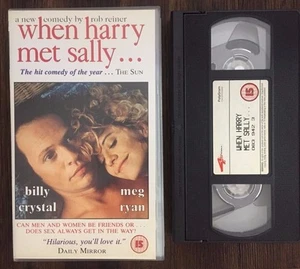 a new comedy by rob reiner
when harry
met sally...
The hit comedy of the year ... THE SUN
billy
crystal
meg
ryan
CAN MEN AND WOMEN BE FRIENDS OR
DOES SEX ALWAYS GET IN THE WAY?
"Hilarious, you'll love it."
DAILY MIRROR
15
WHEN HARRY
MET SALLY...
15